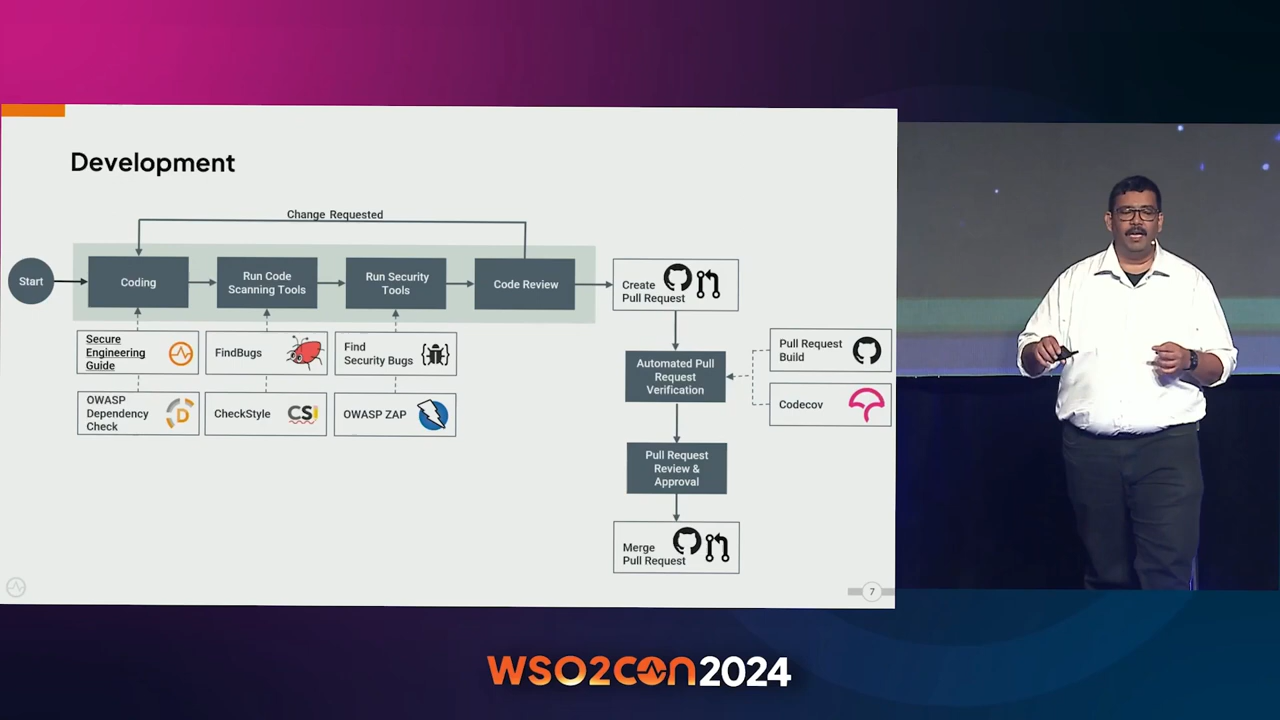 Development
Change Requested
Start
Coding
Run Code
Scanning Tools
Run Security
Tools
Code Review
Create
Pull Request
Secure
Engineering
Guide
FindBugs
Find
Security Bugs
OWASP
Dependency
Check
D
CheckStyle
CS!
OWASP ZAP
Automated Pull
Request
Verification
Pull Request
Build
Codecov
Pull Request
Review &
Approval
Merge
Pull Request
7
WSO2CON2024